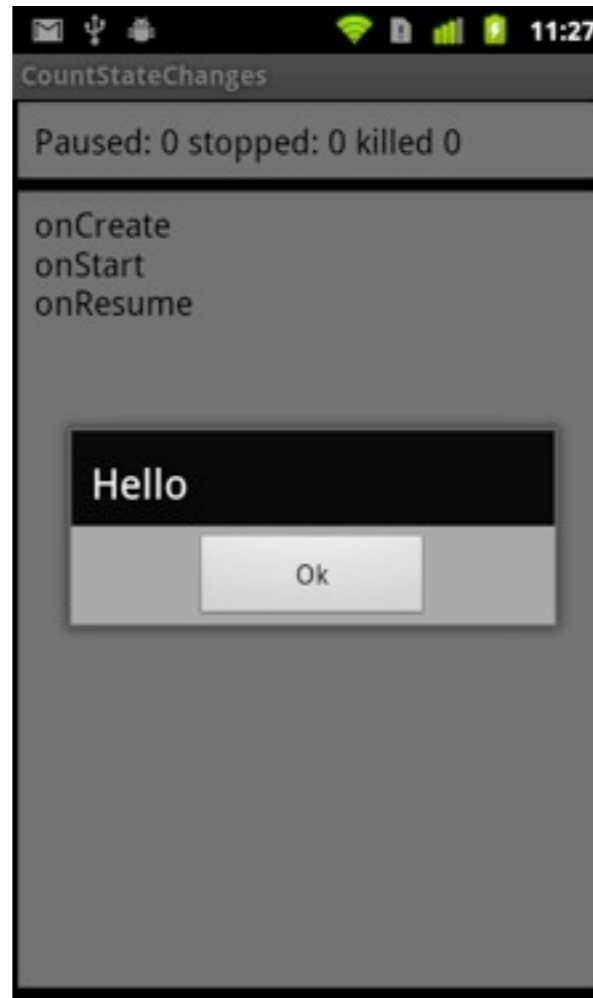 11:27
CountStateChanges
Paused: 0 stopped: 0 killed 0
onCreate
onStart
onResume
Hello
Ok